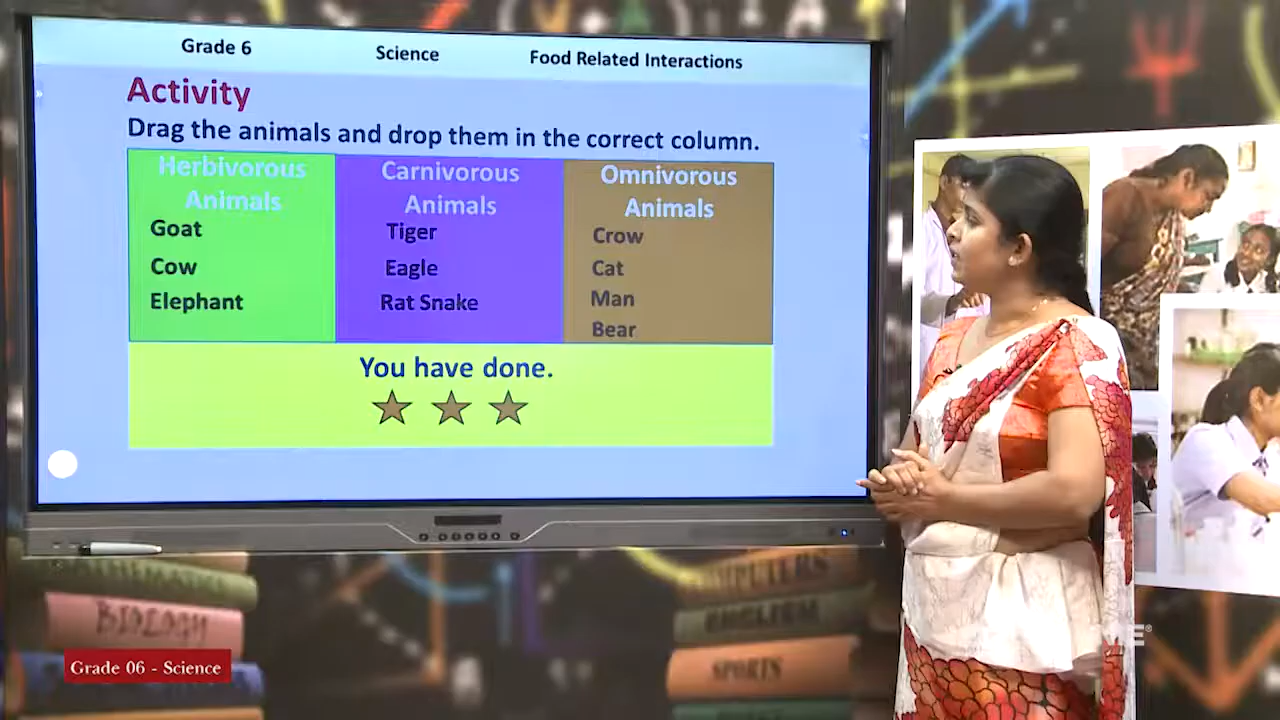 Grade 6 Science Food Related Interactions
Activity
Drag the animals and drop them in the correct column.
Herbivorous Animals
Goat
Cow
Elephant
Carnivorous Animals
Tiger
Eagle
Rat Snake
Omnivorous Animals
Crow
Cat
Man
Bear
You have done.
BIOLOGY
COMPUTERS
ENGLISH
SPORTS
Grade 06 - Science